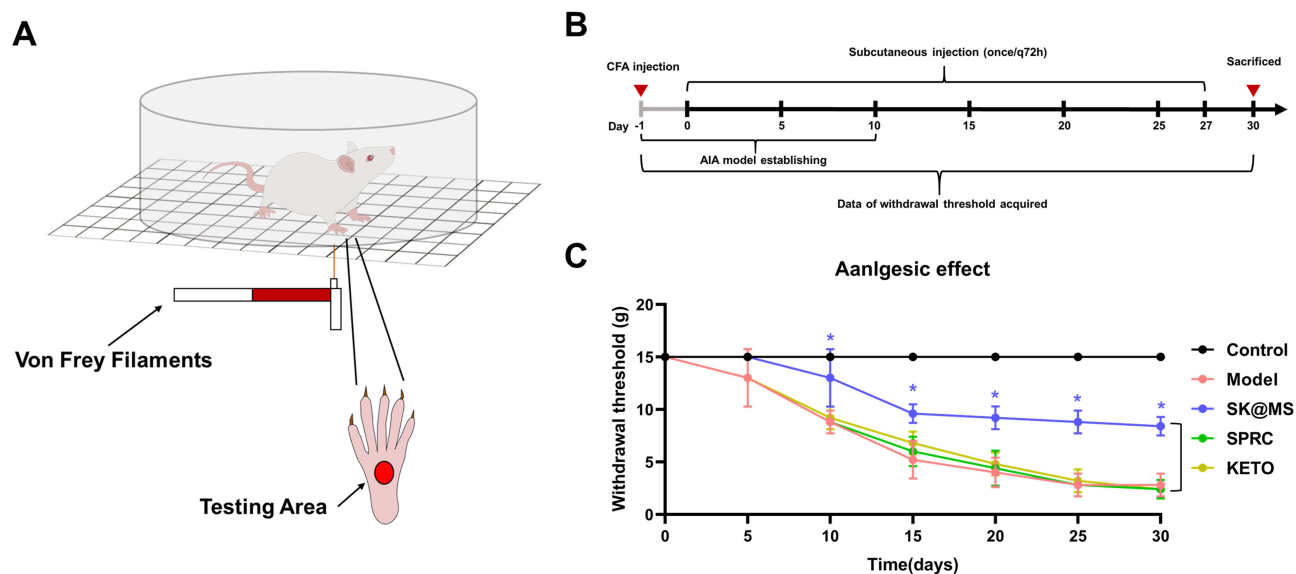 A
Von Frey Filaments
Testing Area
B
Subcutaneous injection (once/q72h)
CFA injection
Sacrificed
Day -1 0 5 10 15 20 25 27 30
AIA model establishing
Data of withdrawal threshold acquired
C
Aanlgesic effect
Withdrawal threshold (g)
20
15
10
5
0
* * * * *
0 5 10 15 20 25 30
Time(days)
Control
Model
SK@MS
SPRC
KETO